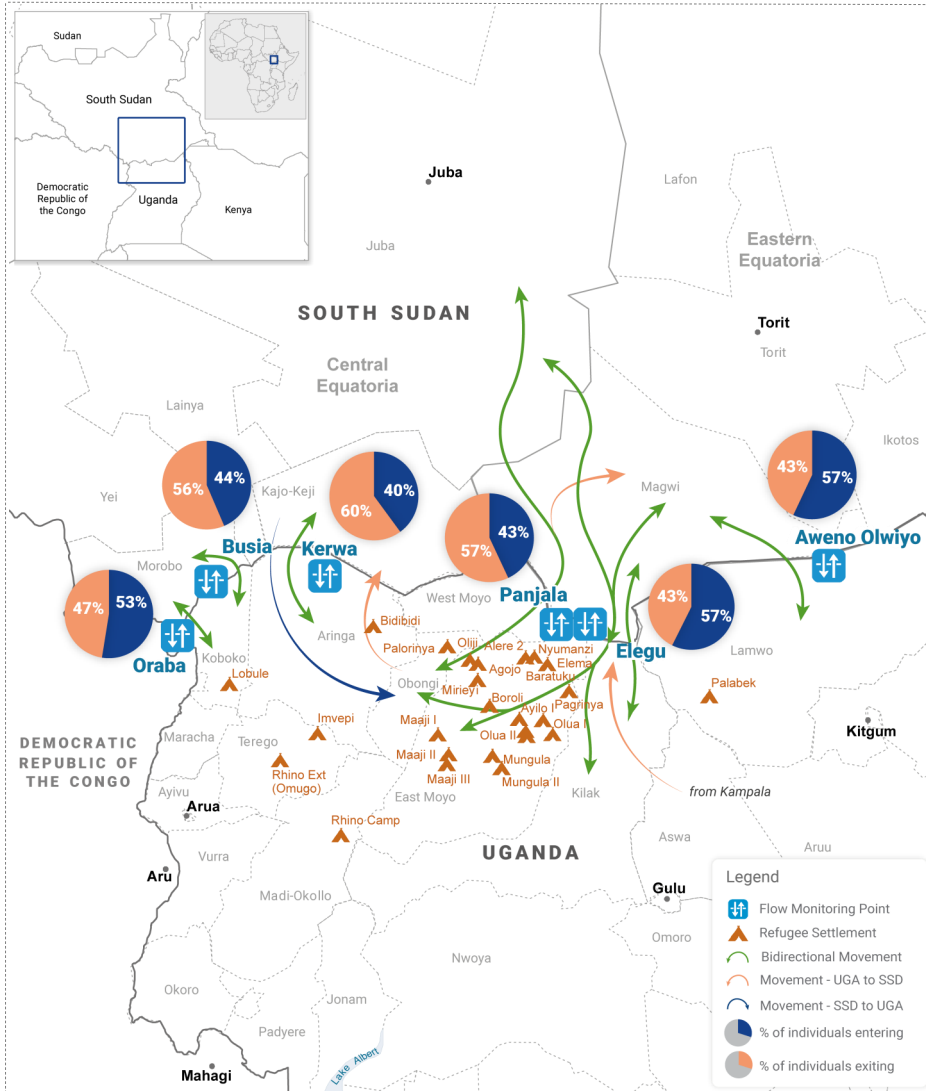 Sudan
South Sudan
Democratic
Republic of
the Congo
Uganda
Kenya
Juba
Lafon
Juba
Eastern
Equatoria
SOUTH SUDAN
Torit
Torit
Central
Equatoria
Lainya
Ikotos
Yei
56%
44%
Kajo-Keji
60%
40%
57%
43%
Magwi
43%
57%
Aweno Olwiyo
Morobo
Busia
Kerwa
Panjala
West Moyo
47%
53%
Oraba
Koboko
Lobule
Aringa
Bidibidi
Palorinya
Oliji
Alere 2
Nyumanzi
Elema
Agojo
Baratuku
Mirieyi
Obongi
Pagrinya
Boroli
Ayilo I
Olua I
Olua II
43%
57%
Elegu
Lamwo
Palabek
Kitgum
Maaji I
Maaji II
Maaji III
Mungula
Mungula II
Imvepi
Maracha
Terego
Rhino Ext
(Omugo)
DEMOCRATIC
REPUBLIC OF
THE CONGO
Ayivu
Arua
East Moyo
Kilak
from Kampala
Rhino Camp
UGANDA
Aswa
Aruu
Vurra
Aru
Madi-Okollo
Gulu
Omoro
Nwoya
Okoro
Jonam
Padyere
Lake Albert
Mahagi
Legend
Flow Monitoring Point
Refugee Settlement
Bidirectional Movement
Movement - UGA to SSD
Movement - SSD to UGA
% of individuals entering
% of individuals exiting